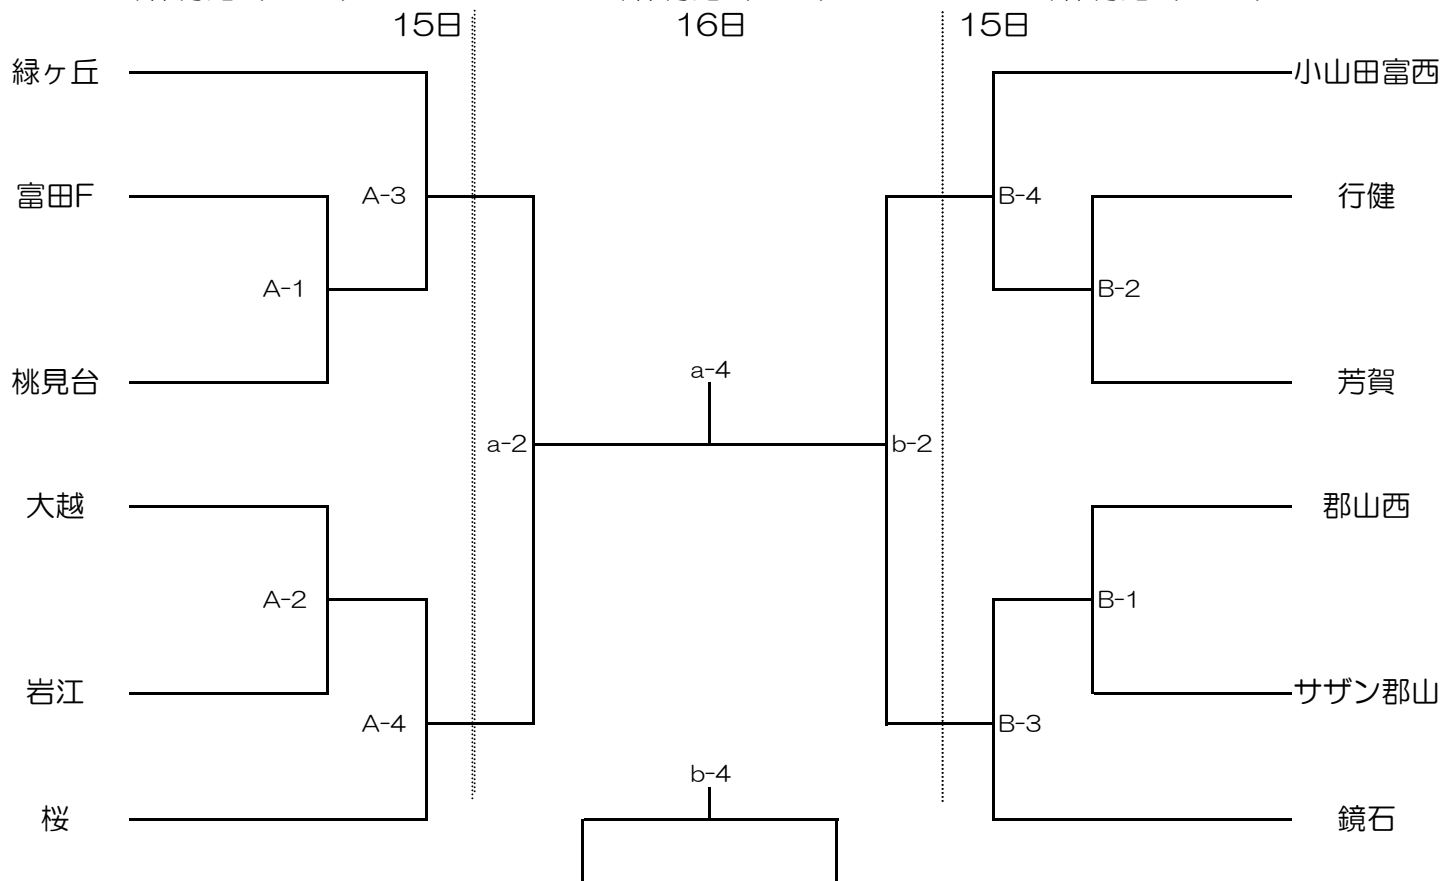 15日 16日 15日
緑ヶ丘 小山田富西
富田F A-3 B-4 行健
A-1 B-2
桃見台 a-4 芳賀
a-2 b-2
大越 郡山西
A-2 B-1
岩江 サザン郡山
A-4 B-3
b-4
桜 鏡石